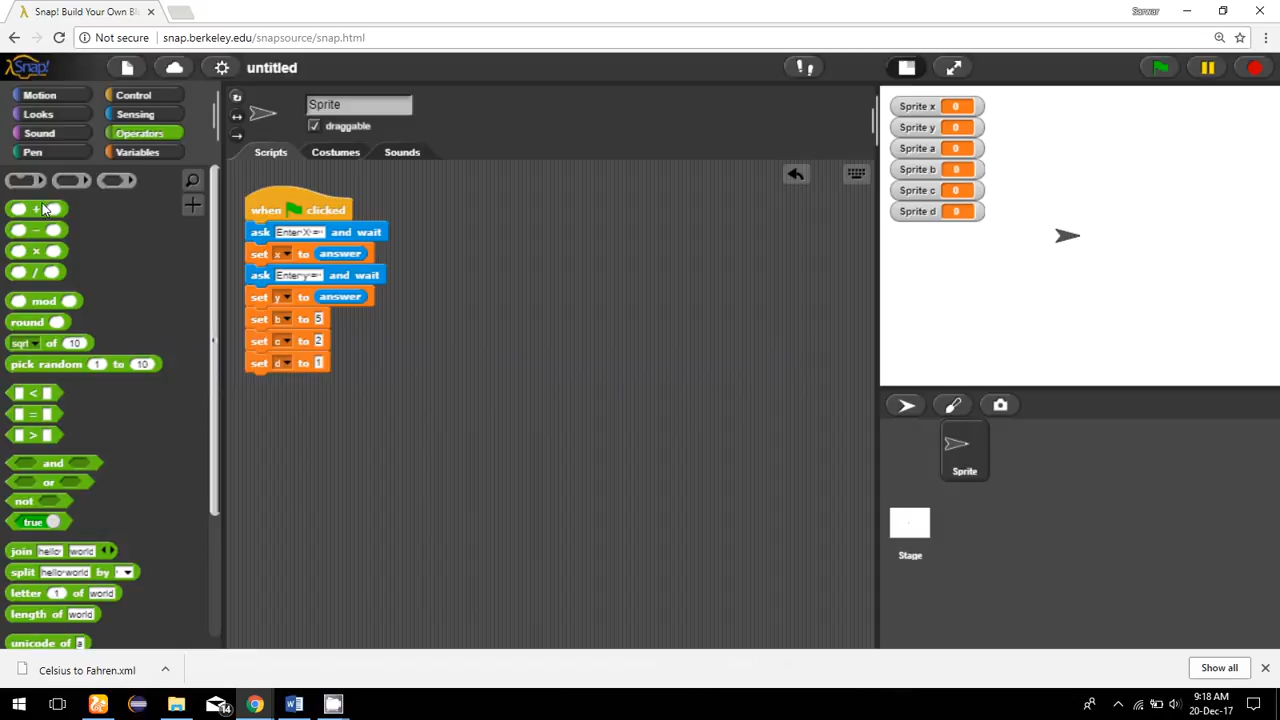 Snap! Build Your Own Bl
Sarwar
Not secure
snap.berkeley.edu/snapsource/snap.html
Snap!
untitled
Motion
Control
Looks
Sensing
Sound
Operators
Pen
Variables
Sprite
draggable
Scripts
Costumes
Sounds
+
−
×
/
mod
round
sqrt of 10
pick random 1 to 10
<
=
>
and
or
not
true
join hello world
split hello world by
letter 1 of world
length of world
unicode of a
when clicked
ask Enter X = and wait
set x to answer
ask Enter y = and wait
set y to answer
set b to 5
set c to 2
set d to 1
Sprite x 0
Sprite y 0
Sprite a 0
Sprite b 0
Sprite c 0
Sprite d 0
Sprite
Stage
Celsius to Fahren.xml
Show all
14
9:18 AM
20-Dec-17